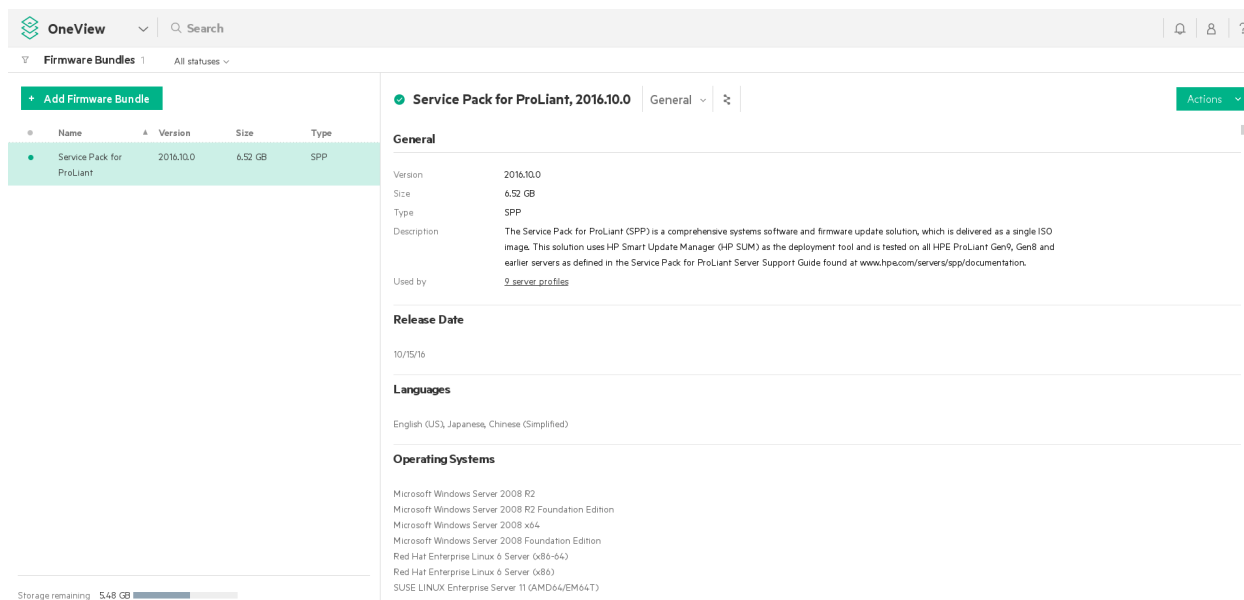 OneView
Search
Firmware Bundles 1 All statuses
+ Add Firmware Bundle
Name Version Size Type
Service Pack for ProLiant 2016.10.0 6.52 GB SPP
Storage remaining 5.48 GB
Service Pack for ProLiant, 2016.10.0 General
Actions
General
Version 2016.10.0
Size 6.52 GB
Type SPP
Description The Service Pack for ProLiant (SPP) is a comprehensive systems software and firmware update solution, which is delivered as a single ISO
image. This solution uses HP Smart Update Manager (HP SUM) as the deployment tool and is tested on all HPE ProLiant Gen9, Gen8 and
earlier servers as defined in the Service Pack for ProLiant Server Support Guide found at www.hpe.com/servers/spp/documentation.
Used by 9 server profiles
Release Date
10/15/16
Languages
English (US), Japanese, Chinese (Simplified)
Operating Systems
Microsoft Windows Server 2008 R2
Microsoft Windows Server 2008 R2 Foundation Edition
Microsoft Windows Server 2008 x64
Microsoft Windows Server 2008 Foundation Edition
Red Hat Enterprise Linux 6 Server (x86-64)
Red Hat Enterprise Linux 6 Server (x86)
SUSE LINUX Enterprise Server 11 (AMD64/EM64T)